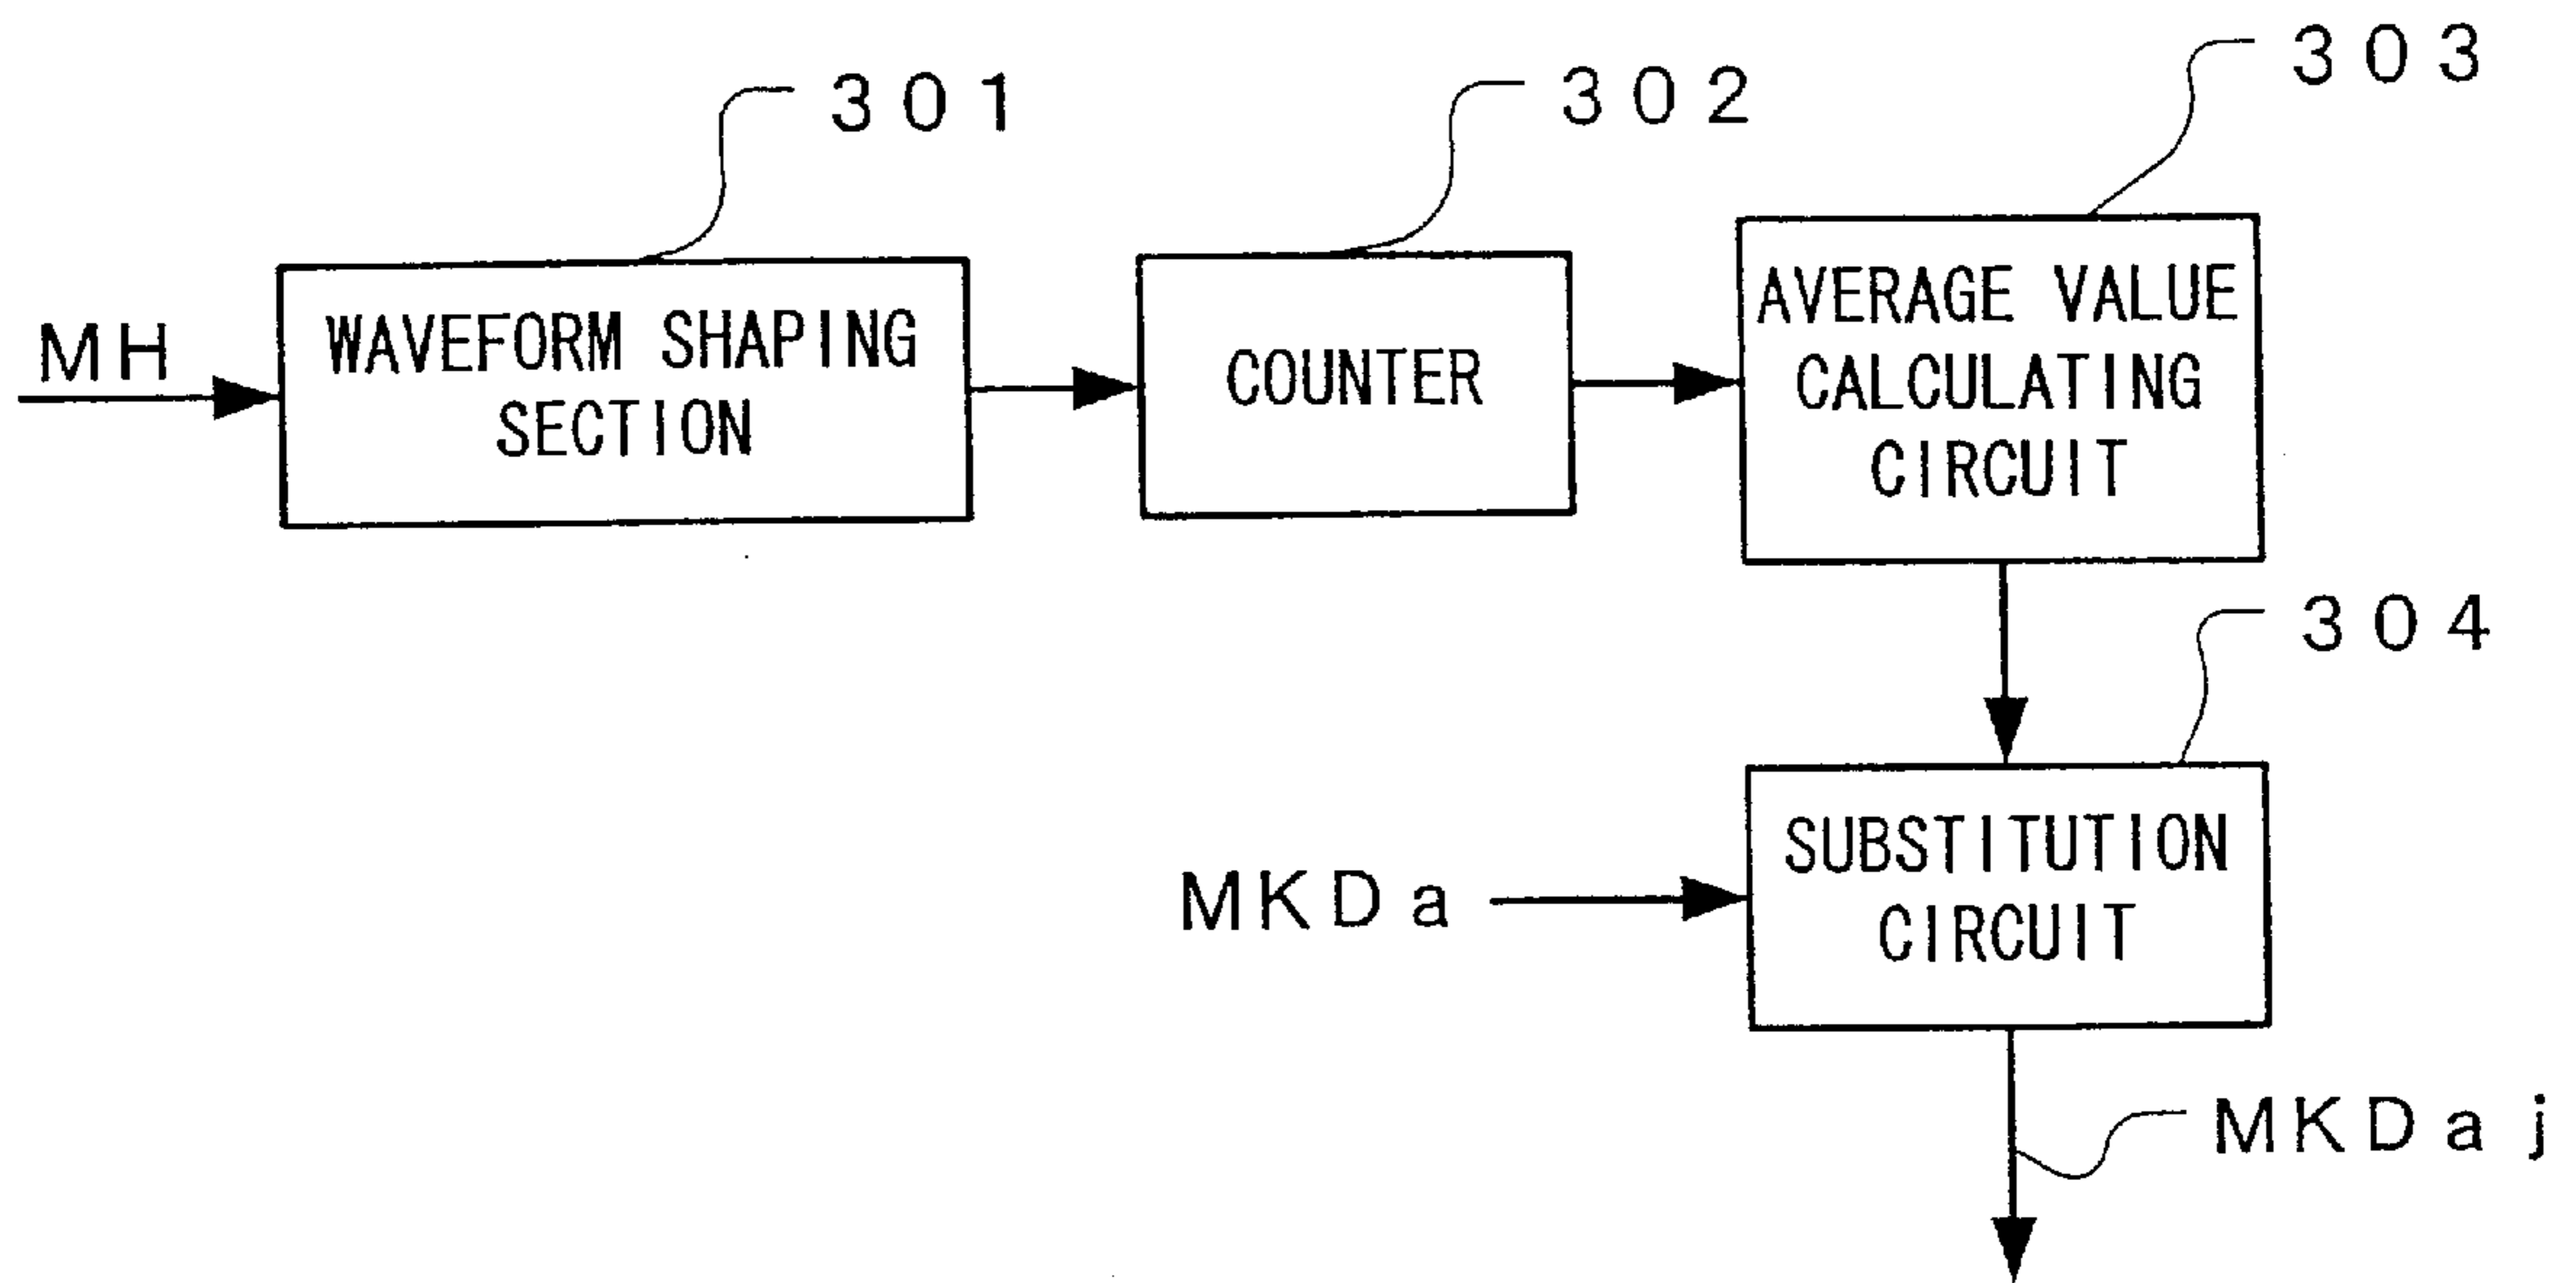 303
302
301
AVERAGE VALUE
CALCULATING
CIRCUIT
MH
WAVEFORM SHAPING
SECTION
COUNTER
304
SUBSTITUTION
CIRCUIT
MKDa
MKDaj